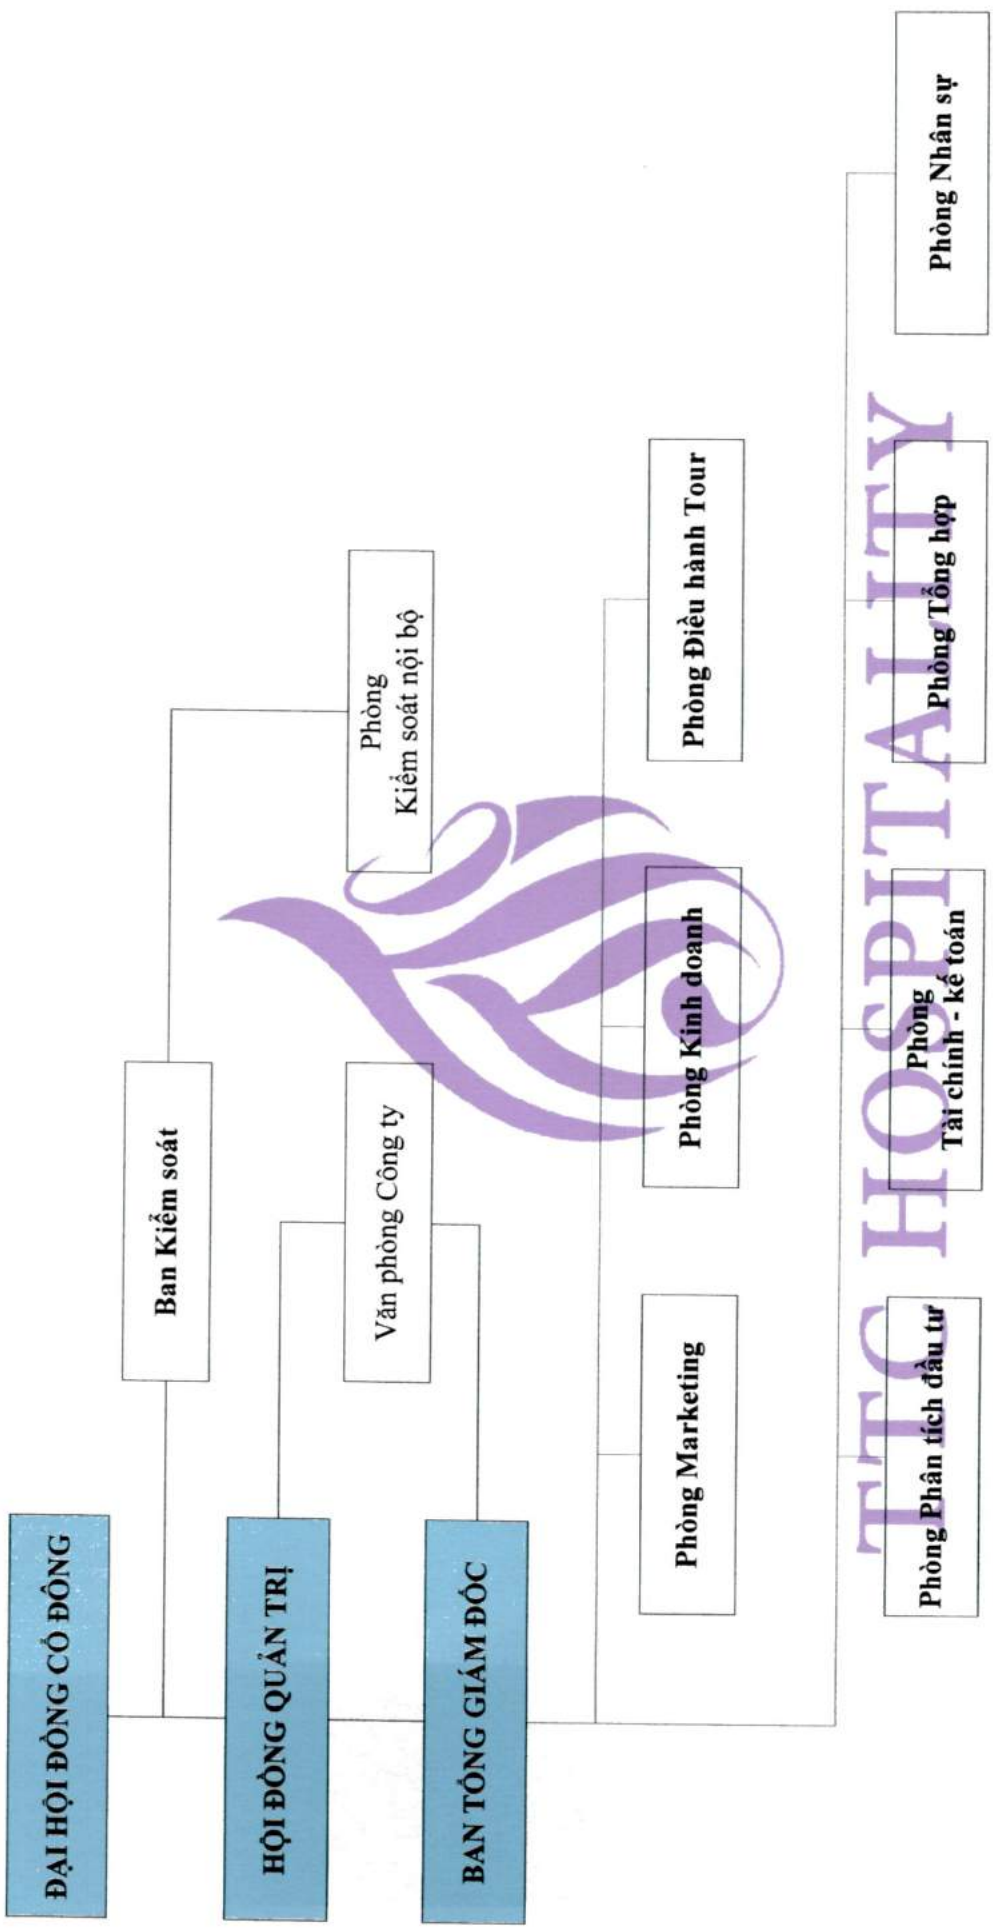 ĐẠI HỘI ĐỒNG CỔ ĐÔNG
Ban Kiểm soát
HỘI ĐỒNG QUẢN TRỊ
Văn phòng Công ty
Phòng
Kiểm soát nội bộ
BAN TỔNG GIÁM ĐỐC
Phòng Marketing
Phòng Kinh doanh
Phòng Điều hành Tour
Phòng Phân tích đầu tư
Phòng
Tài chính - kế toán
Phòng Tổng hợp
Phòng Nhân sự
TTC HOSPITALITY